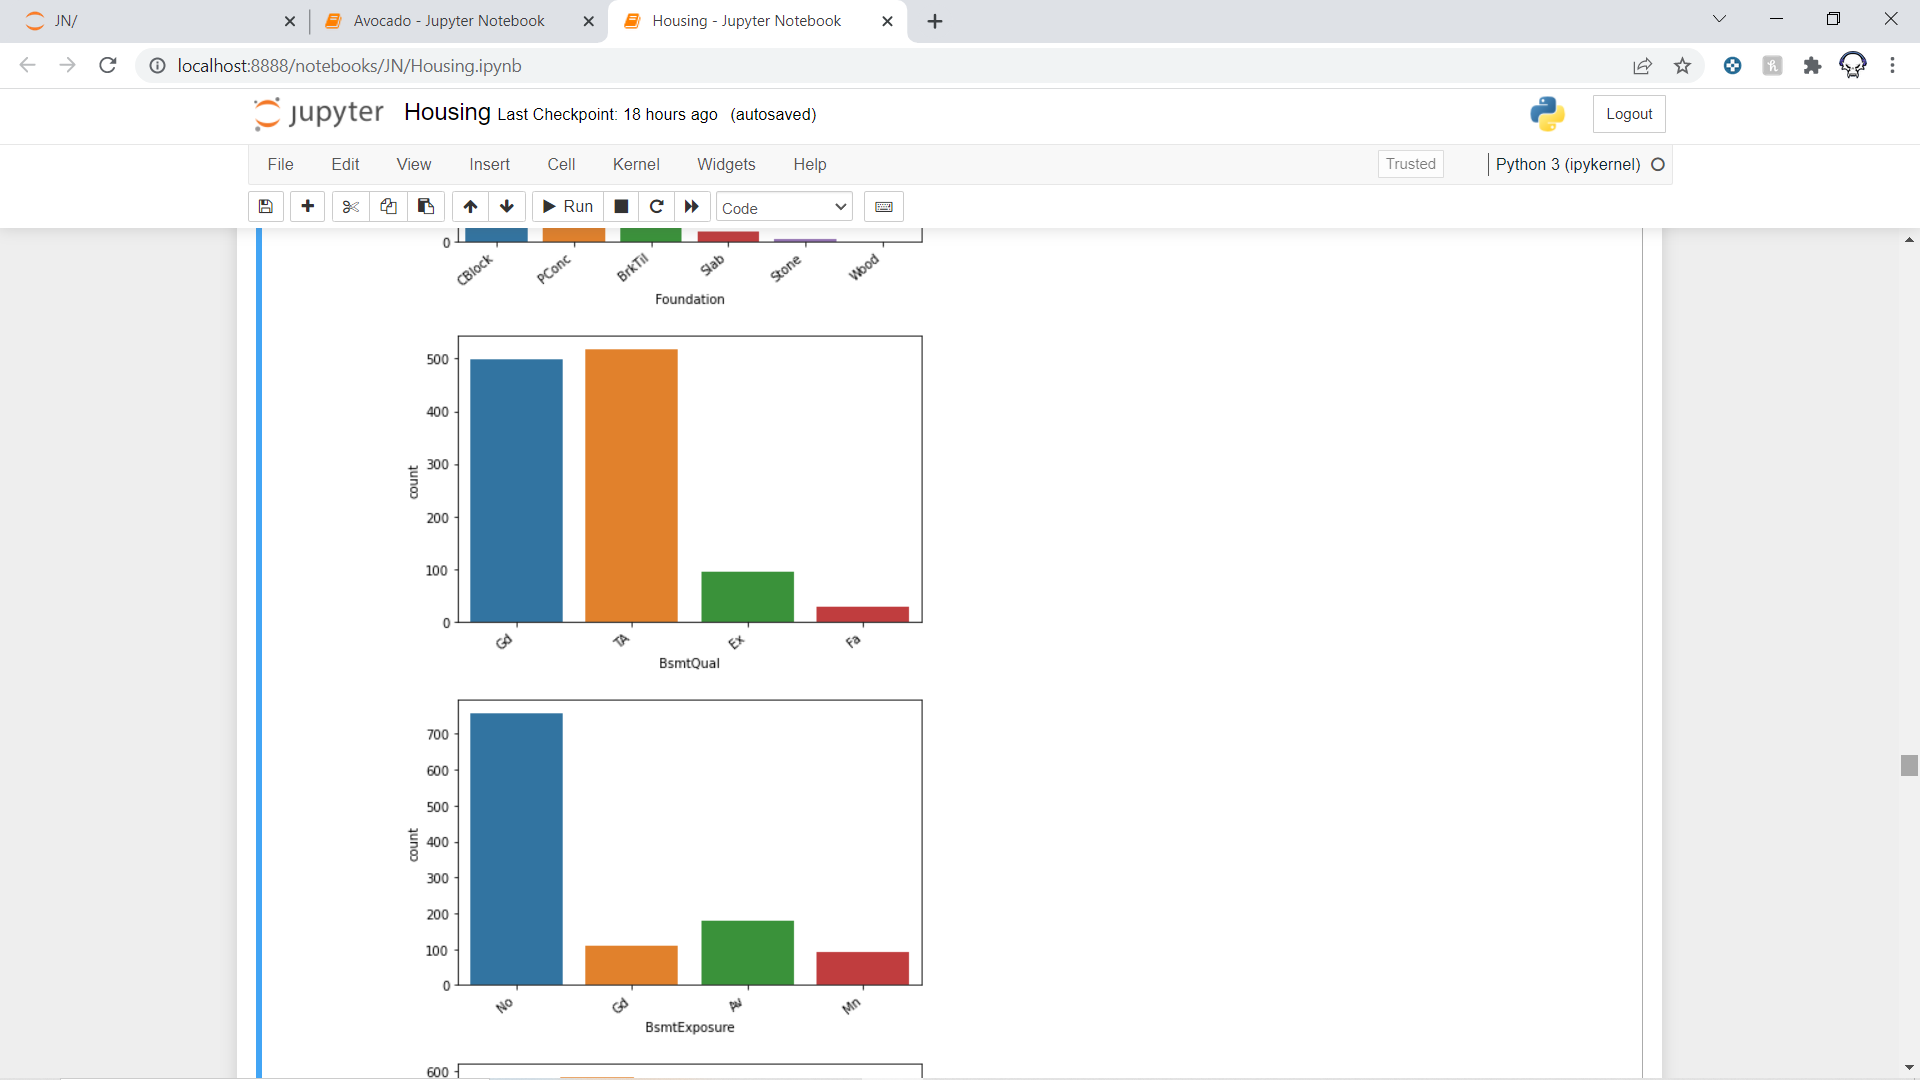 JN/
Avocado - Jupyter Notebook
Housing - Jupyter Notebook
localhost:8888/notebooks/JN/Housing.ipynb
jupyter Housing Last Checkpoint: 18 hours ago (autosaved)
Logout
File Edit View Insert Cell Kernel Widgets Help
Trusted
Python 3 (ipykernel)
Run
Code
0
CBlock PConc BrkTil Slab Stone Wood
Foundation
500
400
300
200
100
0
count
Gd TA Ex Fa
BsmtQual
700
600
500
400
300
200
100
0
count
No Gd Av Mn
BsmtExposure
600